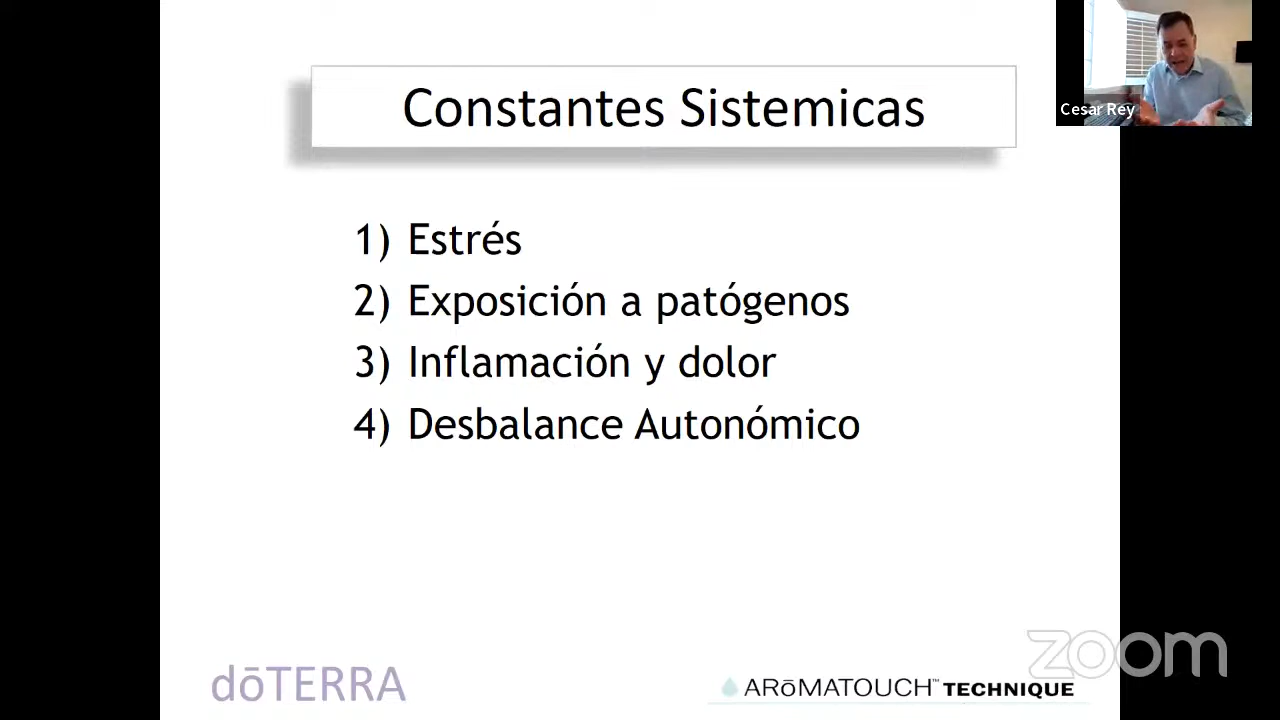 Constantes Sistemicas
Cesar Rey
1) Estrés
2) Exposición a patógenos
3) Inflamación y dolor
4) Desbalance Autonómico
zoom
dōTERRA
ARōMATOUCH™ TECHNIQUE